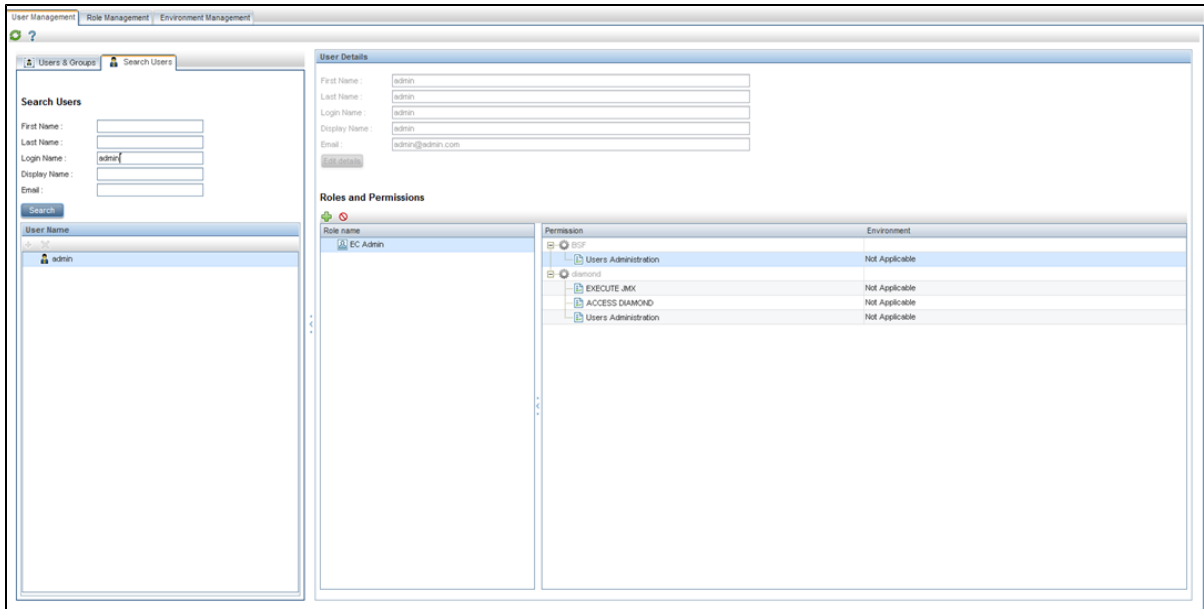 User Management Role Management Environment Management
?
Users & Groups Search Users
Search Users
First Name :
Last Name :
Login Name : admin
Display Name :
Email :
Search
User Name
admin
User Details
First Name : admin
Last Name : admin
Login Name : admin
Display Name : admin
Email : admin@admin.com
Edit details
Roles and Permissions
Role name
EC Admin
Permission Environment
BSF
Users Administration Not Applicable
diamond
EXECUTE JMX Not Applicable
ACCESS DIAMOND Not Applicable
Users Administration Not Applicable